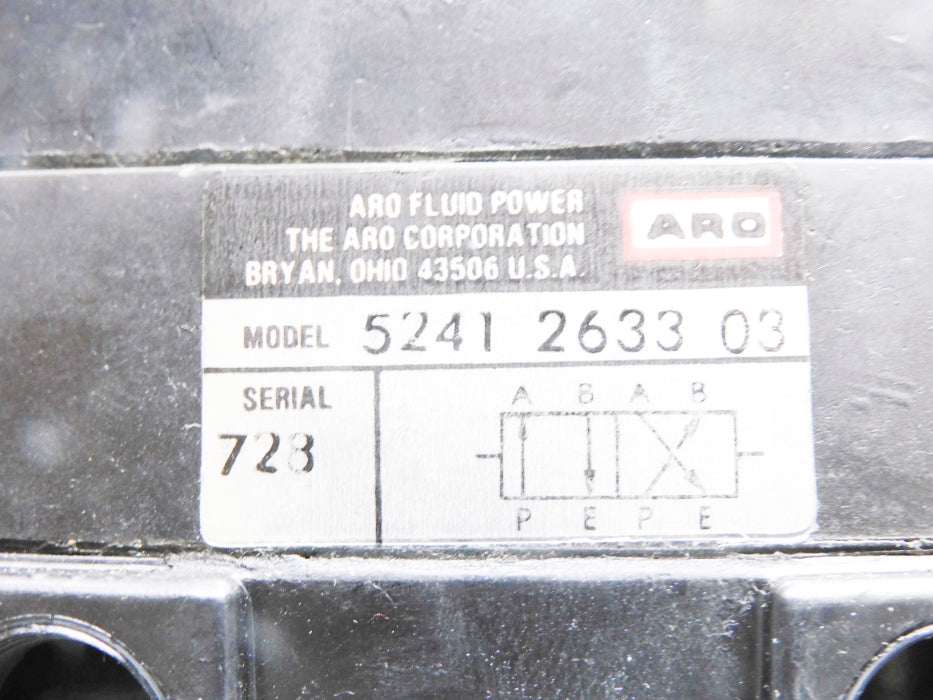 ARO FLUID POWER
THE ARO CORPORATION
BRYAN, OHIO 43506 U.S.A.
ARO
MODEL 5241 2633 03
SERIAL
728
A B A B
P E P E